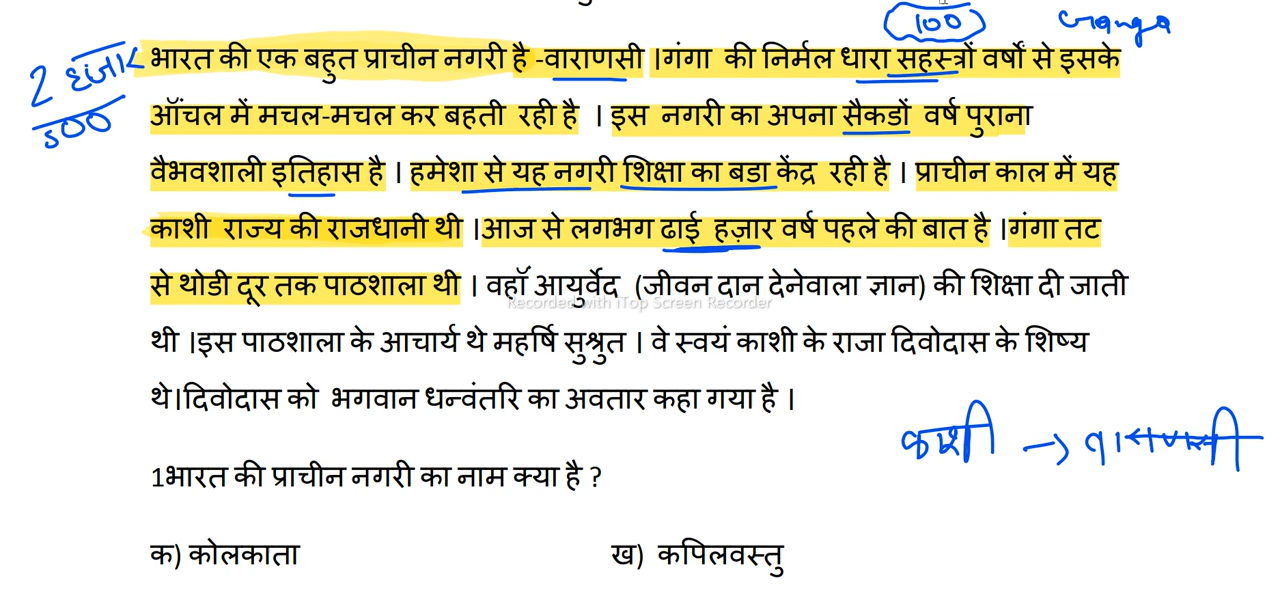 100 Ganga
2 हजार
500
भारत की एक बहुत प्राचीन नगरी है -वाराणसी ।गंगा की निर्मल धारा सहस्त्रों वर्षों से इसके
ऑंचल में मचल-मचल कर बहती रही है । इस नगरी का अपना सैकडों वर्ष पुराना
वैभवशाली इतिहास है । हमेशा से यह नगरी शिक्षा का बडा केंद्र रही है । प्राचीन काल में यह
काशी राज्य की राजधानी थी ।आज से लगभग ढाई हज़ार वर्ष पहले की बात है ।गंगा तट
से थोडी दूर तक पाठशाला थी । वहॉं आयुर्वेद (जीवन दान देनेवाला ज्ञान) की शिक्षा दी जाती
Recorded with iTop Screen Recorder
थी ।इस पाठशाला के आचार्य थे महर्षि सुश्रुत । वे स्वयं काशी के राजा दिवोदास के शिष्य
थे।दिवोदास को भगवान धन्वंतरि का अवतार कहा गया है ।
काशी → वाराणसी
1भारत की प्राचीन नगरी का नाम क्या है ?
क) कोलकाता ख) कपिलवस्तु